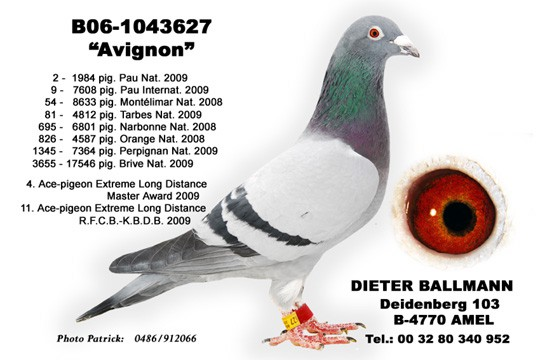 B06-1043627
“Avignon”
2 - 1984 pig. Pau Nat. 2009
9 - 7608 pig. Pau Internat. 2009
54 - 8633 pig. Montélimar Nat. 2008
81 - 4812 pig. Tarbes Nat. 2009
695 - 6801 pig. Narbonne Nat. 2008
826 - 4587 pig. Orange Nat. 2008
1345 - 7364 pig. Perpignan Nat. 2009
3655 - 17546 pig. Brive Nat. 2009
4. Ace-pigeon Extreme Long Distance
Master Award 2009
11. Ace-pigeon Extreme Long Distance
R.F.C.B.-K.B.D.B. 2009
DIETER BALLMANN
Deidenberg 103
B-4770 AMEL
Tel.: 00 32 80 340 952
Photo Patrick: 0486/912066